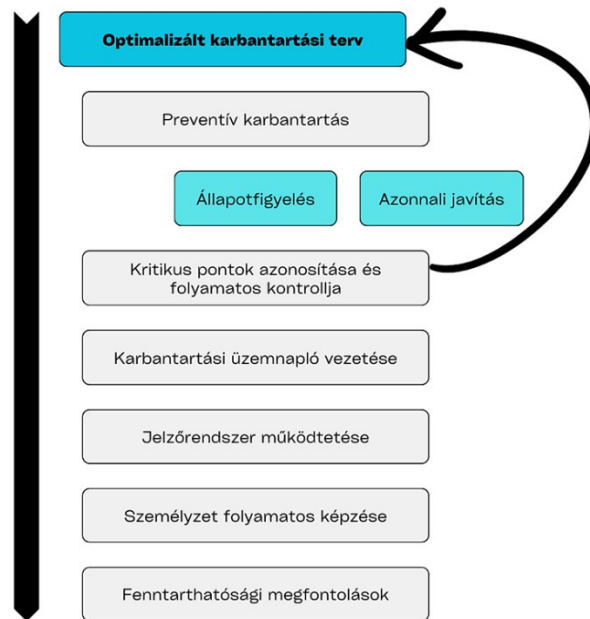 Optimalizált karbantartási terv
Preventív karbantartás
Állapotfigyelés
Azonnali javítás
Kritikus pontok azonosítása és
folyamatos kontrollja
Karbantartási üzemnapló vezetése
Jelzőrendszer működtetése
Személyzet folyamatos képzése
Fenntarthatósági megfontolások